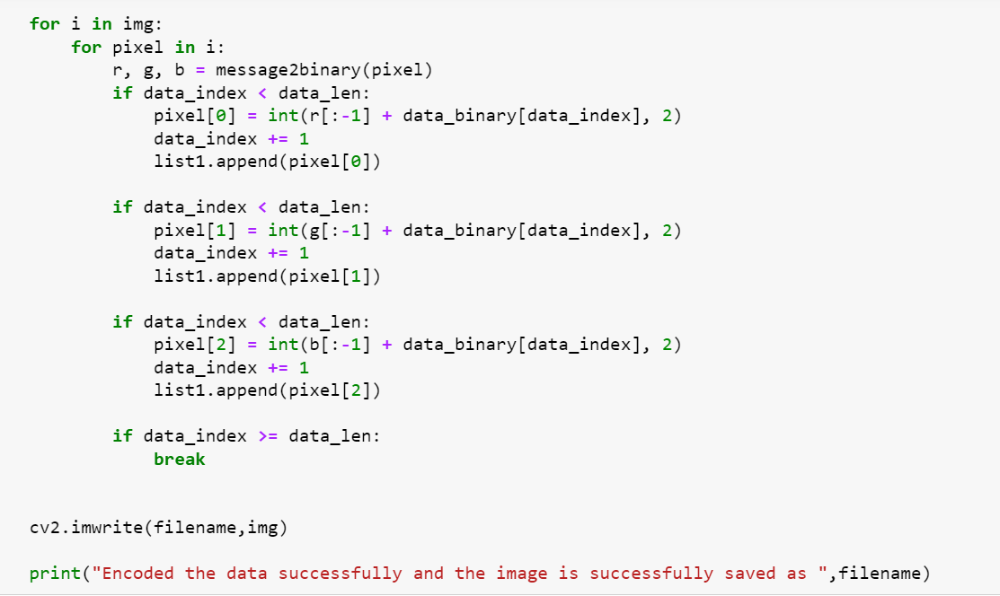 for i in img:
    for pixel in i:
        r, g, b = message2binary(pixel)
        if data_index < data_len:
            pixel[0] = int(r[:-1] + data_binary[data_index], 2)
            data_index += 1
            list1.append(pixel[0])

        if data_index < data_len:
            pixel[1] = int(g[:-1] + data_binary[data_index], 2)
            data_index += 1
            list1.append(pixel[1])

        if data_index < data_len:
            pixel[2] = int(b[:-1] + data_binary[data_index], 2)
            data_index += 1
            list1.append(pixel[2])

        if data_index >= data_len:
            break


cv2.imwrite(filename,img)

print("Encoded the data successfully and the image is successfully saved as ",filename)